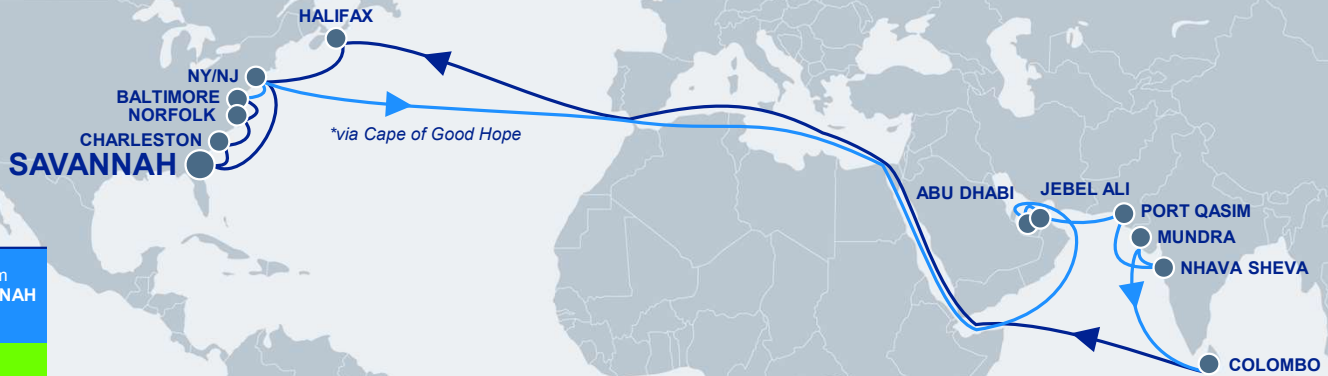 HALIFAX
NY/NJ
BALTIMORE
NORFOLK
CHARLESTON
SAVANNAH
*via Cape of Good Hope
ABU DHABI
JEBEL ALI
PORT QASIM
MUNDRA
NHAVA SHEVA
COLOMBO
NAH